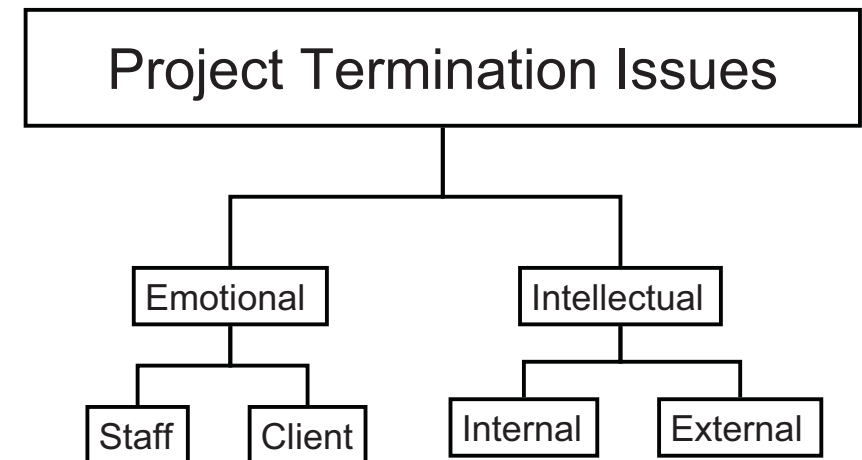 Project Termination Issues
Emotional
Intellectual
Staff
Client
Internal
External